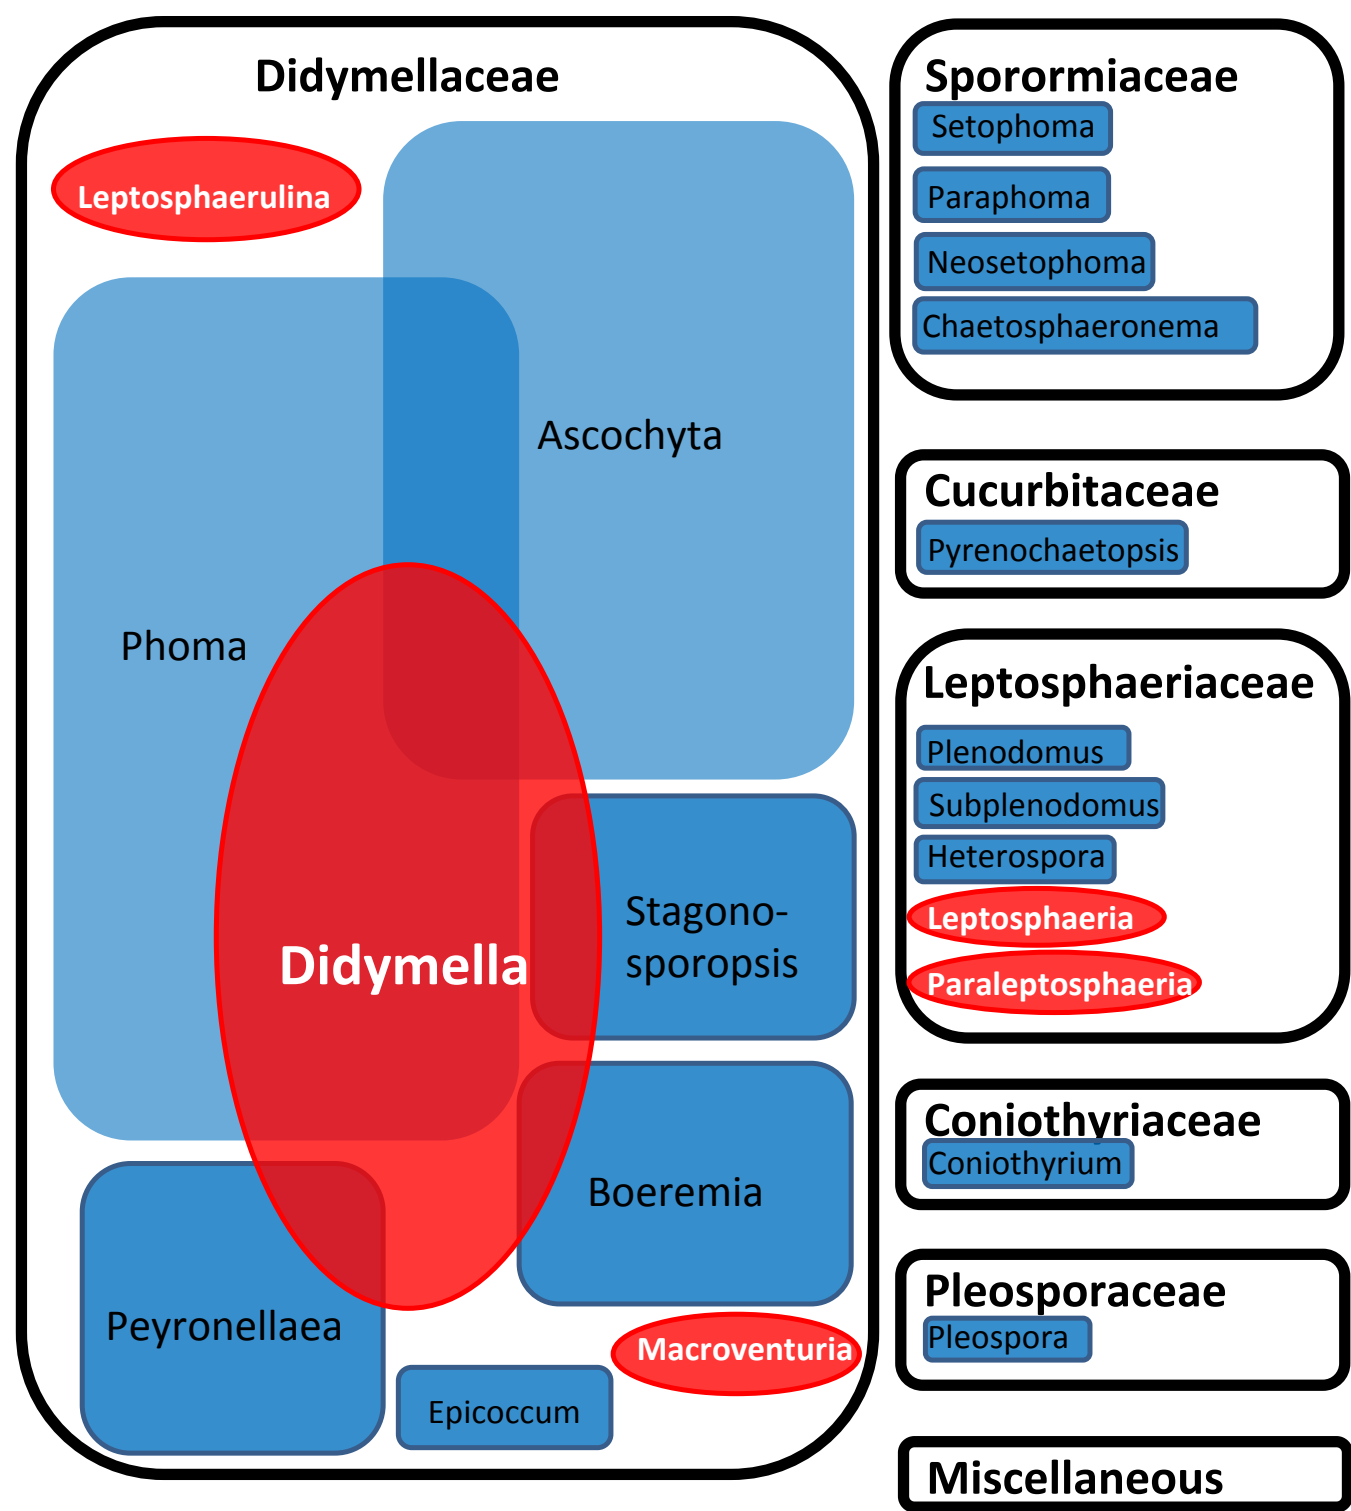 Didymellaceae
Leptosphaerulina
Ascochyta
Phoma
Didymella
Stagono-
sporopsis
Boeremia
Peyronellaea
Macroventuria
Epicoccum
Sporormiaceae
Setophoma
Paraphoma
Neosetophoma
Chaetosphaeronema
Cucurbitaceae
Pyrenochaetopsis
Leptosphaeriaceae
Plenodomus
Subplenodomus
Heterospora
Leptosphaeria
Paraleptosphaeria
Coniothyriaceae
Coniothyrium
Pleosporaceae
Pleospora
Miscellaneous